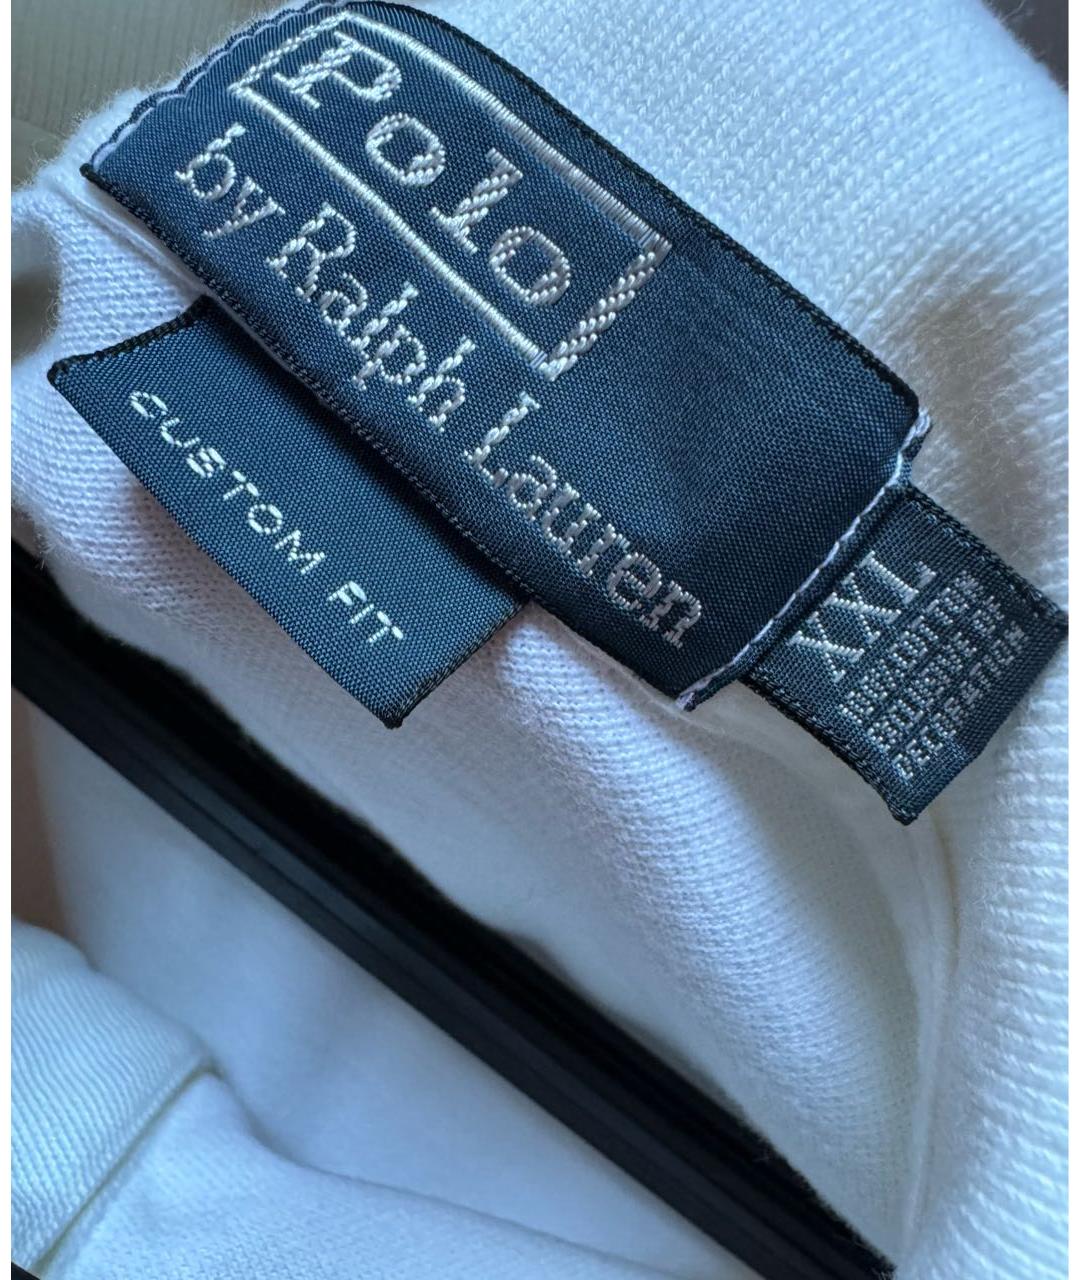 Polo
by Ralph Lauren
CUSTOM FIT
XXL